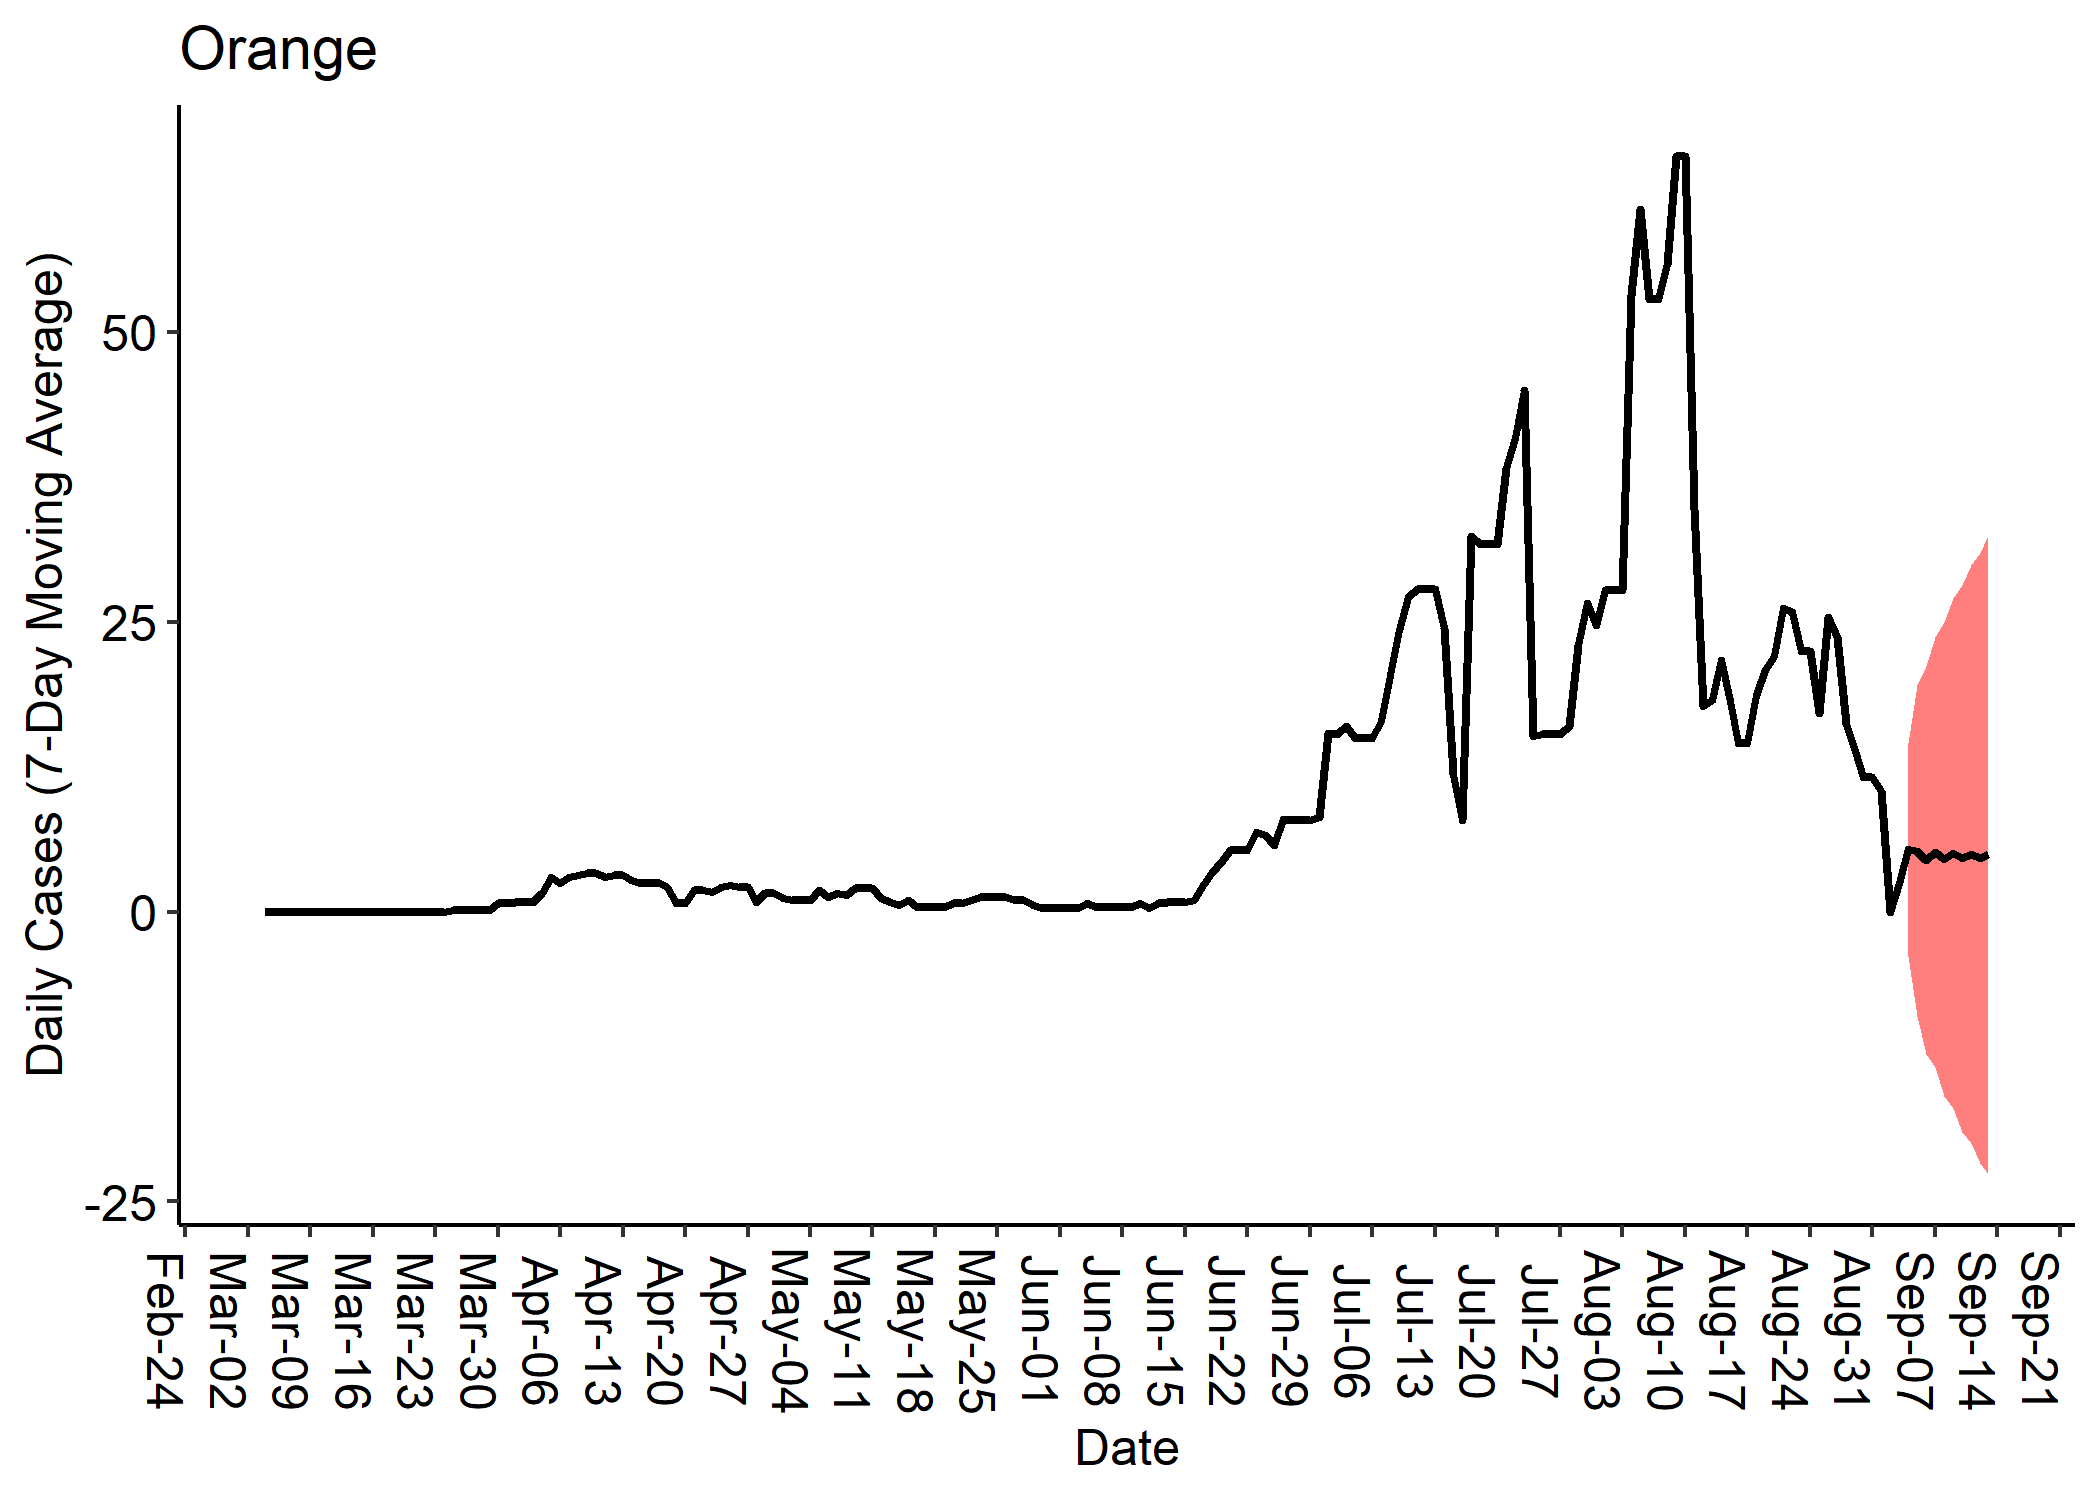 Orange
Daily Cases (7-Day Moving Average)
50
25
0
-25
Feb-24
Mar-02
Mar-09
Mar-16
Mar-23
Mar-30
Apr-06
Apr-13
Apr-20
Apr-27
May-04
May-11
May-18
May-25
Jun-01
Jun-08
Jun-15
Jun-22
Jun-29
Jul-06
Jul-13
Jul-20
Jul-27
Aug-03
Aug-10
Aug-17
Aug-24
Aug-31
Sep-07
Sep-14
Sep-21
Date